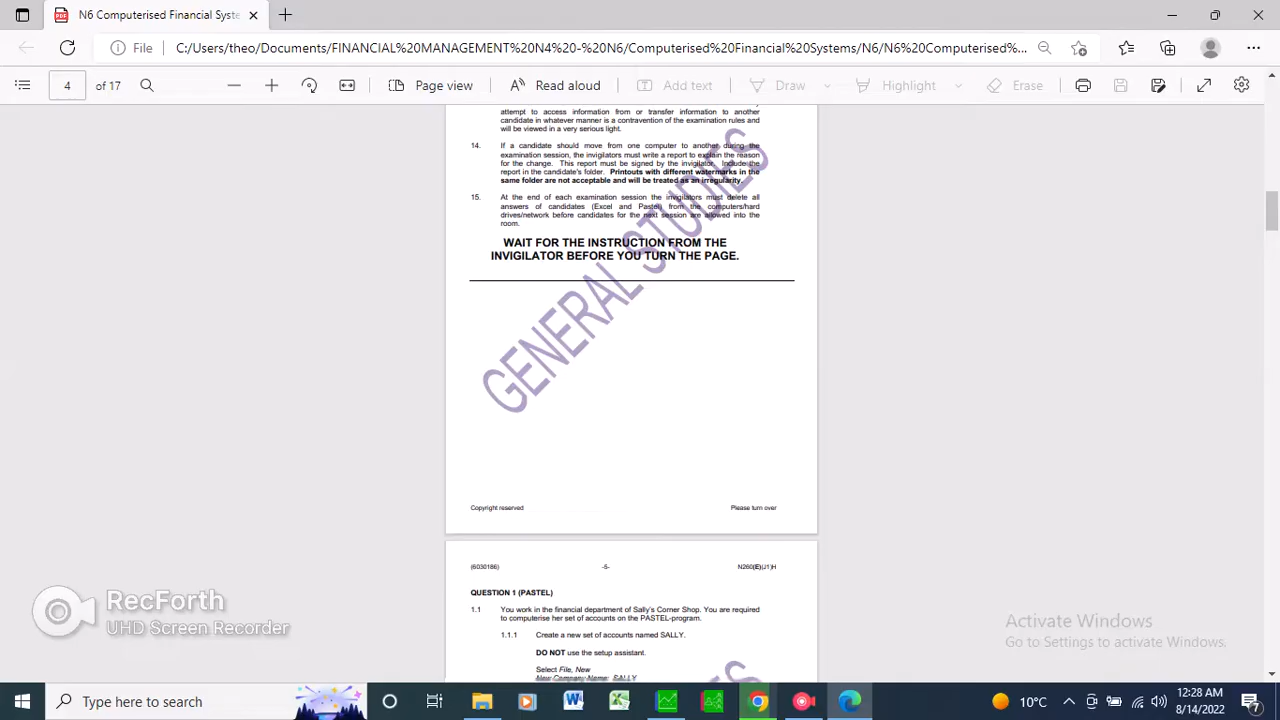 N6 Computerised Financial Syste
File
C:/Users/theo/Documents/FINANCIAL%20MANAGEMENT%20N4-%20N6/Computerised%20Financial%20Systems/N6/N6%20Computerised%...
4 of 17
Page view
Read aloud
Add text
Draw
Highlight
Erase
attempt to access information from or transfer information to another
candidate in whatever manner is a contravention of the examination rules and
will be viewed in a very serious light.
14. If a candidate should move from one computer to another during the
examination session, the invigilators must write a report to explain the reason
for the change. This report must be signed by the invigilator. Include the
report in the candidate's folder. Printouts with different watermarks in the
same folder are not acceptable and will be treated as an irregularity.
15. At the end of each examination session the invigilators must delete all
answers of candidates (Excel and Pastel) from the computers/hard
drives/network before candidates for the next session are allowed into the
room.
WAIT FOR THE INSTRUCTION FROM THE
INVIGILATOR BEFORE YOU TURN THE PAGE.
GENERAL STUDIES
Copyright reserved
Please turn over
(6030186) -5- N260(E)(J1)H
QUESTION 1 (PASTEL)
1.1 You work in the financial department of Sally's Corner Shop. You are required
to computerise her set of accounts on the PASTEL-program.
1.1.1 Create a new set of accounts named SALLY.
DO NOT use the setup assistant.
Select File, New
New Company Name: SALLY
RecForth
UHD Screen Recorder
Activate Windows
Go to Settings to activate Windows.
Type here to search
10°C
1:28 AM
8/14/2022